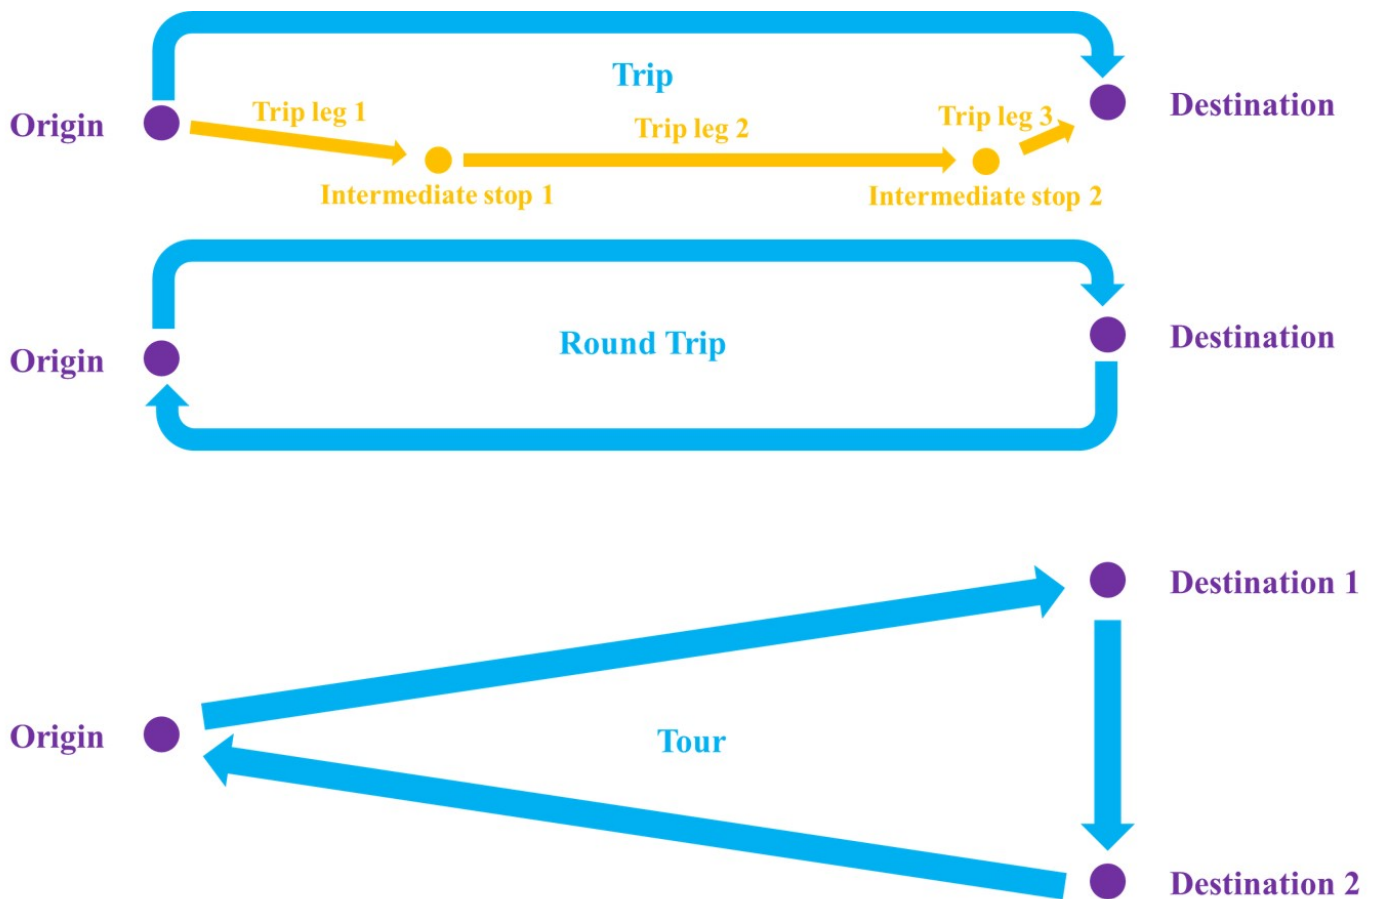 Trip
Origin
Trip leg 1
Trip leg 2
Trip leg 3
Destination
Intermediate stop 1
Intermediate stop 2
Origin
Round Trip
Destination
Destination 1
Origin
Tour
Destination 2